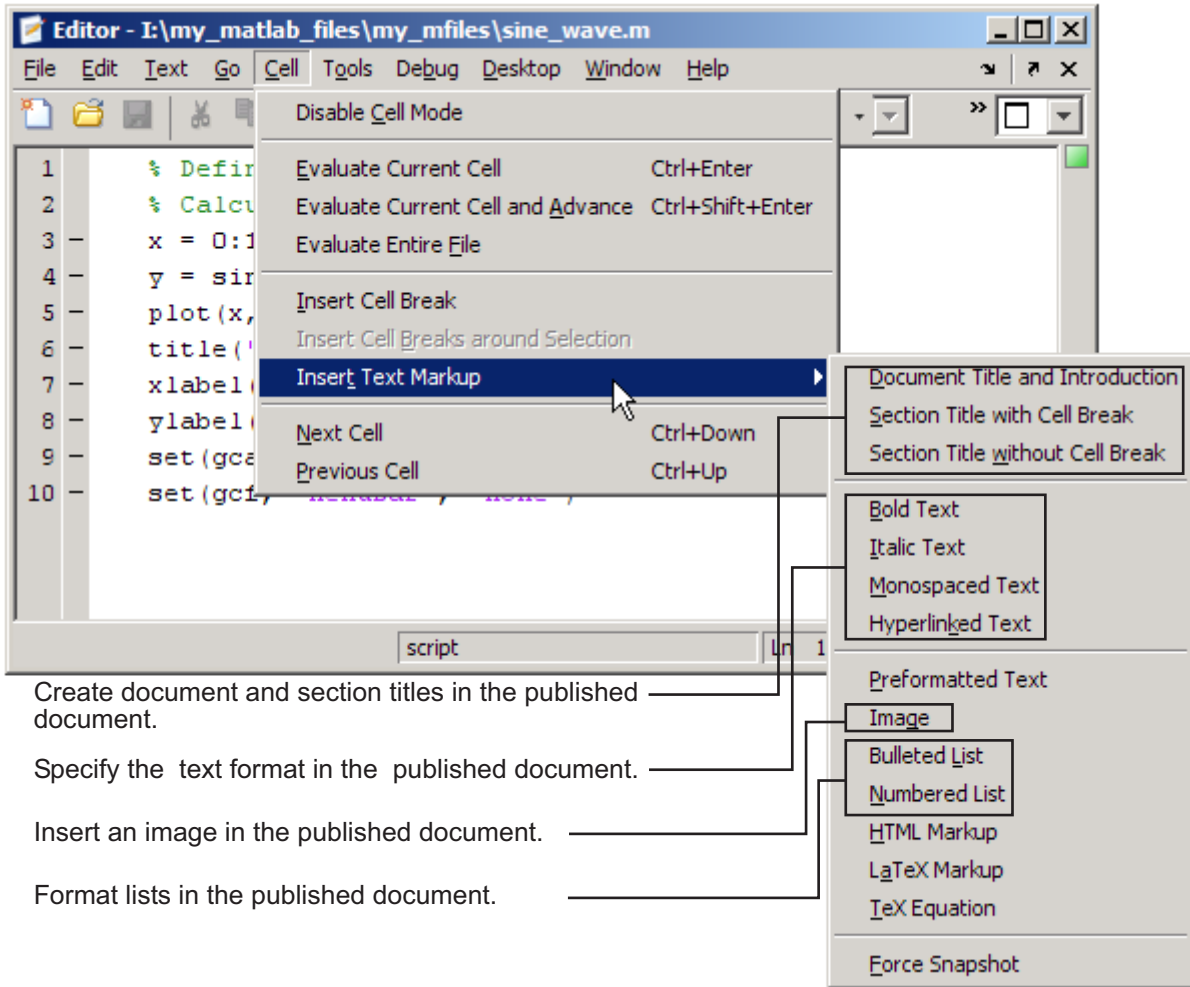 Editor - I:\my_matlab_files\my_mfiles\sine_wave.m
File Edit Text Go Cell Tools Debug Desktop Window Help
Disable Cell Mode
Evaluate Current Cell Ctrl+Enter
Evaluate Current Cell and Advance Ctrl+Shift+Enter
Evaluate Entire File
Insert Cell Break
Insert Cell Breaks around Selection
Insert Text Markup
Next Cell Ctrl+Down
Previous Cell Ctrl+Up
1 % Defin
2 % Calcu
3 - x = 0:1
4 - y = sin
5 - plot(x,
6 - title('
7 - xlabel(
8 - ylabel(
9 - set(gca
10 - set(gcf,
script Ln 1
Document Title and Introduction
Section Title with Cell Break
Section Title without Cell Break
Bold Text
Italic Text
Monospaced Text
Hyperlinked Text
Preformatted Text
Image
Bulleted List
Numbered List
HTML Markup
LaTeX Markup
TeX Equation
Force Snapshot
Create document and section titles in the published
document.
Specify the text format in the published document.
Insert an image in the published document.
Format lists in the published document.